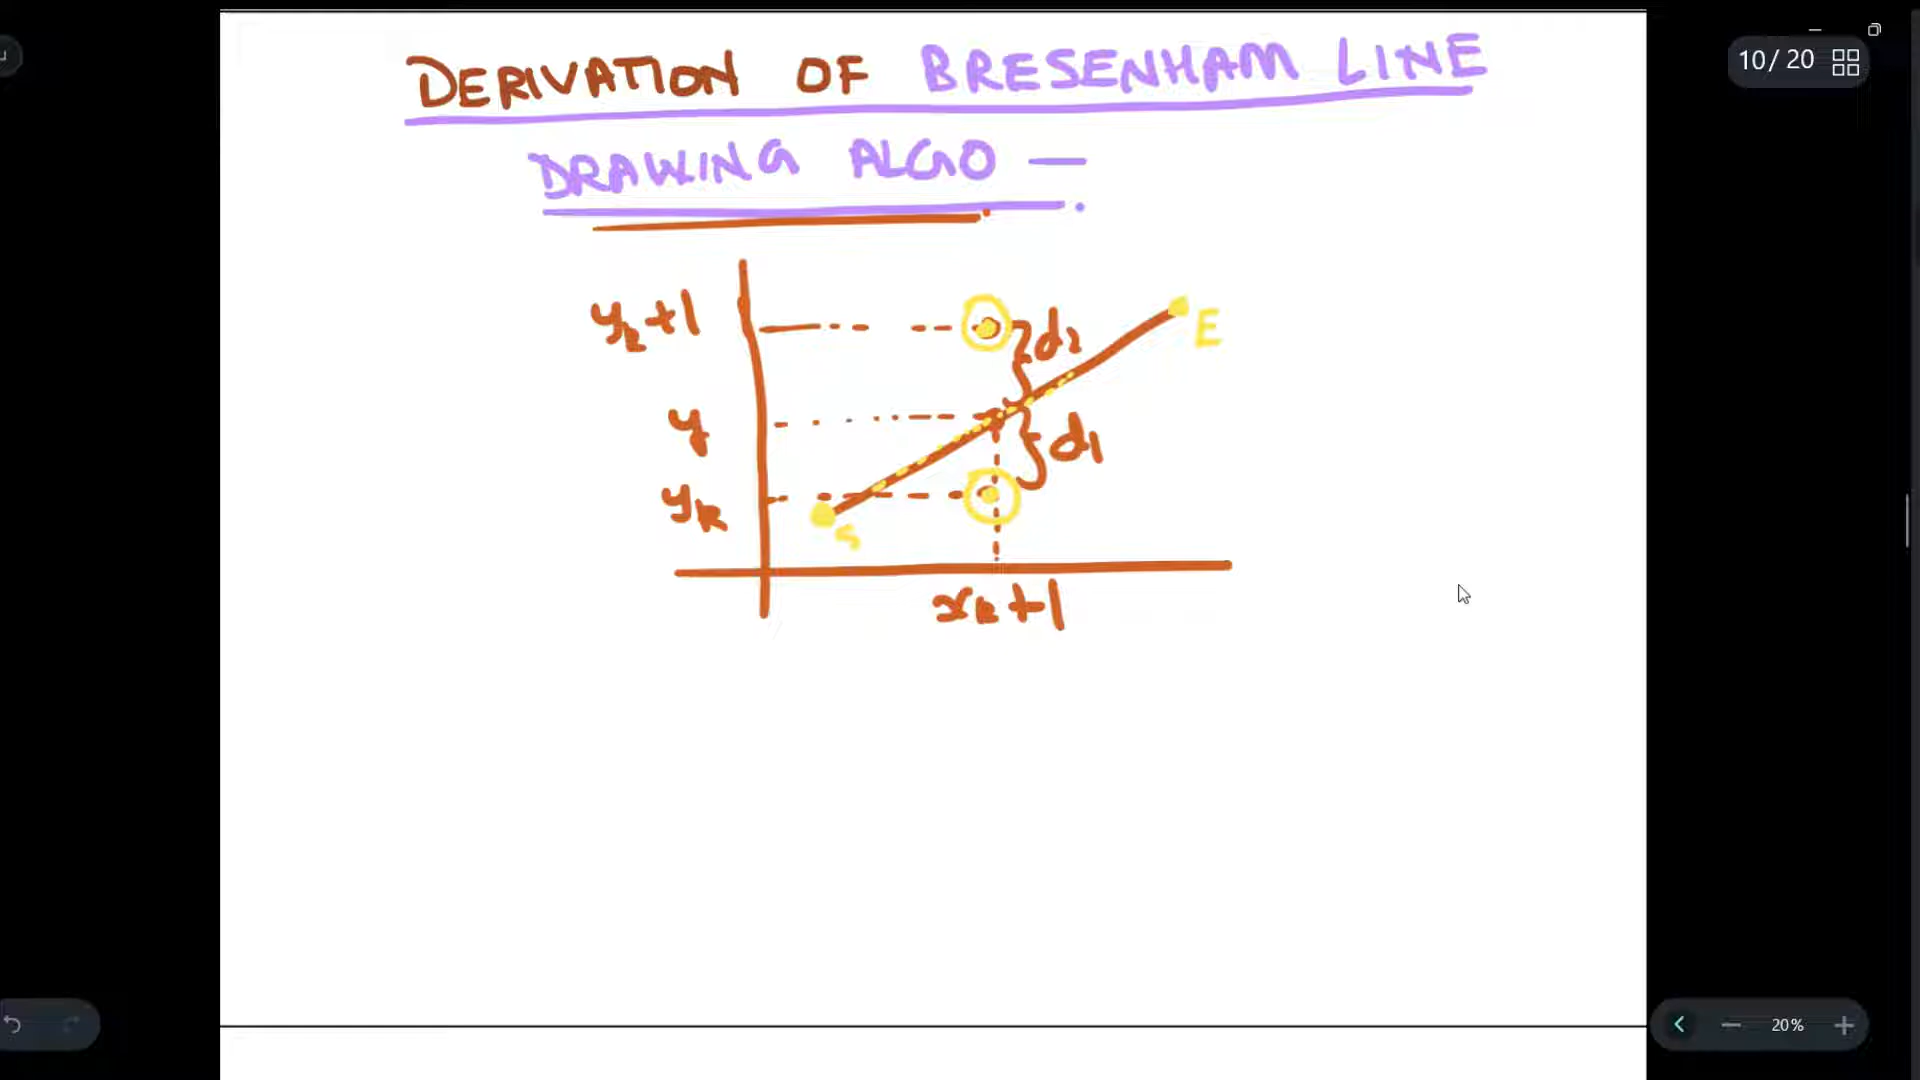 DERIVATION OF BRESENHAM LINE
DRAWING ALGO —
10/ 20
yk+1
d2
E
y
d1
yk
S
xk+1
20%